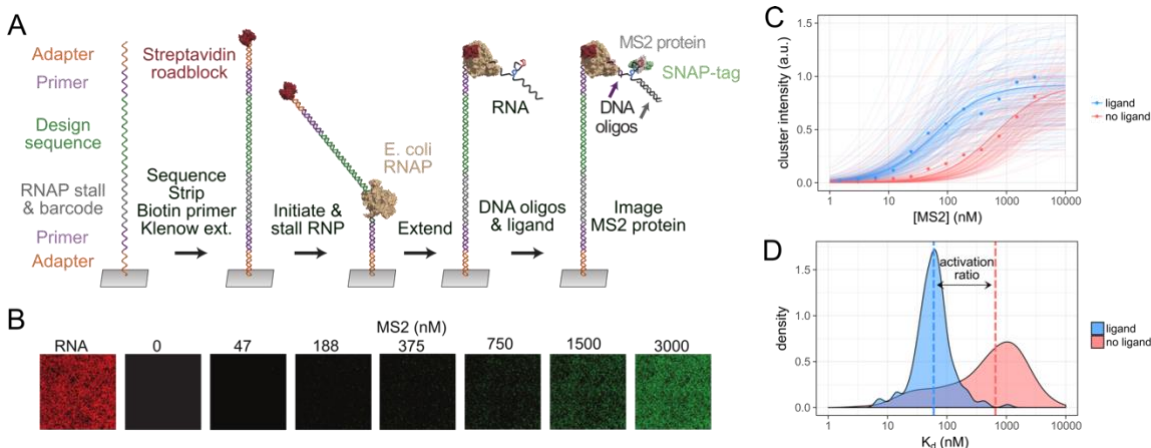 A
Adapter
Primer
Design
sequence
RNAP stall
& barcode
Primer
Adapter
Streptavidin
roadblock
Sequence
Strip
Biotin primer
Klenow ext.
Initiate &
stall RNP
E. coli
RNAP
Extend
RNA
DNA oligos
& ligand
MS2 protein
SNAP-tag
DNA
oligos
Image
MS2 protein
B
MS2 (nM)
RNA 0 47 188 375 750 1500 3000
C
cluster intensity (a.u.)
1.5
1.0
0.5
0.0
1 10 100 1000 10000
[MS2] (nM)
ligand
no ligand
D
density
1.5
1.0
0.5
0.0
activation
ratio
1 10 100 1000 10000
Kd (nM)
ligand
no ligand